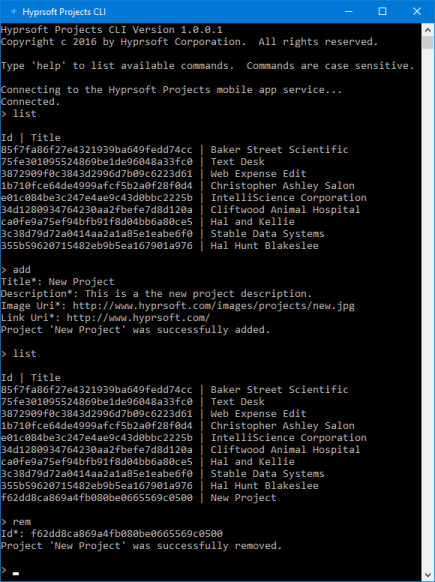 Hyprsoft Projects CLI
Hyprsoft Projects CLI Version 1.0.0.1
Copyright c 2016 by Hyprsoft Corporation.  All rights reserved.
Type 'help' to list available commands.  Commands are case sensitive.
Connecting to the Hyprsoft Projects mobile app service...
Connected.
> list
Id | Title
85f7fa86f27e4321939ba649fedd74cc | Baker Street Scientific
75fe301095524869be1de96048a33fc0 | Text Desk
3872909f0c3843d2996d7b09c6223d61 | Web Expense Edit
1b710fce64de4999afcf5b2a0f28f0d4 | Christopher Ashley Salon
e01c084be3c247e4ae9c43d0bbc2225b | IntelliScience Corporation
34d1280934764230aa2fbefe7d8d120a | Cliftwood Animal Hospital
ca0fe9a75ef94bfb91f8d04bb6a80ce5 | Hal and Kellie
3c38d79d72a0414aa2a1a85e1eabe6f0 | Stable Data Systems
355b59620715482eb9b5ea167901a976 | Hal Hunt Blakeslee
> add
Title*: New Project
Description*: This is a the new project description.
Image Uri*: http://www.hyprsoft.com/images/projects/new.jpg
Link Uri*: http://www.hyprsoft.com/
Project 'New Project' was successfully added.
> list
Id | Title
85f7fa86f27e4321939ba649fedd74cc | Baker Street Scientific
75fe301095524869be1de96048a33fc0 | Text Desk
3872909f0c3843d2996d7b09c6223d61 | Web Expense Edit
1b710fce64de4999afcf5b2a0f28f0d4 | Christopher Ashley Salon
e01c084be3c247e4ae9c43d0bbc2225b | IntelliScience Corporation
34d1280934764230aa2fbefe7d8d120a | Cliftwood Animal Hospital
ca0fe9a75ef94bfb91f8d04bb6a80ce5 | Hal and Kellie
3c38d79d72a0414aa2a1a85e1eabe6f0 | Stable Data Systems
355b59620715482eb9b5ea167901a976 | Hal Hunt Blakeslee
f62dd8ca869a4fb080be0665569c0500 | New Project
> rem
Id*: f62dd8ca869a4fb080be0665569c0500
Project 'New Project' was successfully removed.
>